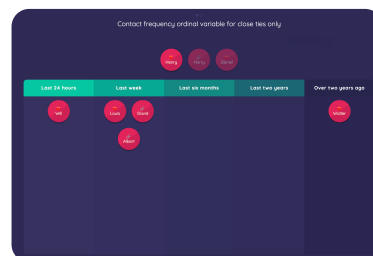 Contact frequency ordinal variable for close ties only
Henry Harry Daniel
Last 24 hours Last week Last six months Last two years Over two years ago
Will Louis David Walter
Albert